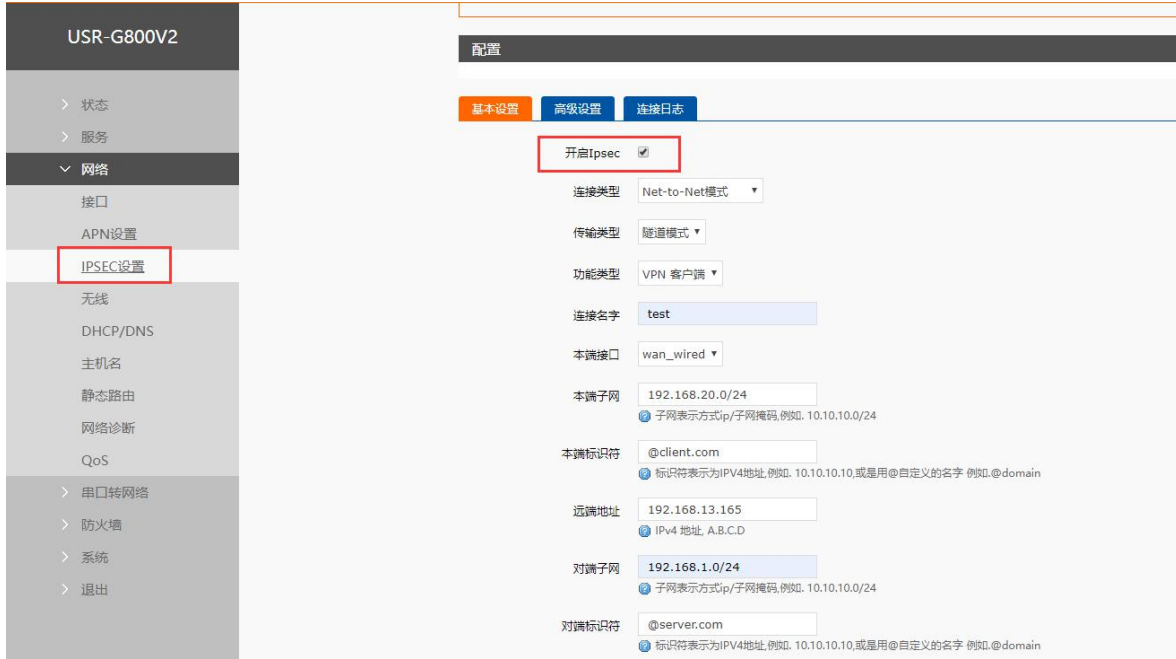 USR-G800V2
状态
服务
网络
接口
APN设置
IPSEC设置
无线
DHCP/DNS
主机名
静态路由
网络诊断
QoS
串口转网络
防火墙
系统
退出
配置
基本设置 高级设置 连接日志
开启Ipsec
连接类型 Net-to-Net模式
传输类型 隧道模式
功能类型 VPN 客户端
连接名字 test
本端接口 wan_wired
本端子网 192.168.20.0/24
子网表示方式ip/子网掩码,例如. 10.10.10.0/24
本端标识符 @client.com
标识符表示为IPV4地址,例如. 10.10.10.10,或是用@自定义的名字 例如.@domain
远端地址 192.168.13.165
IPv4 地址, A.B.C.D
对端子网 192.168.1.0/24
子网表示方式ip/子网掩码,例如. 10.10.10.0/24
对端标识符 @server.com
标识符表示为IPV4地址,例如. 10.10.10.10,或是用@自定义的名字 例如.@domain